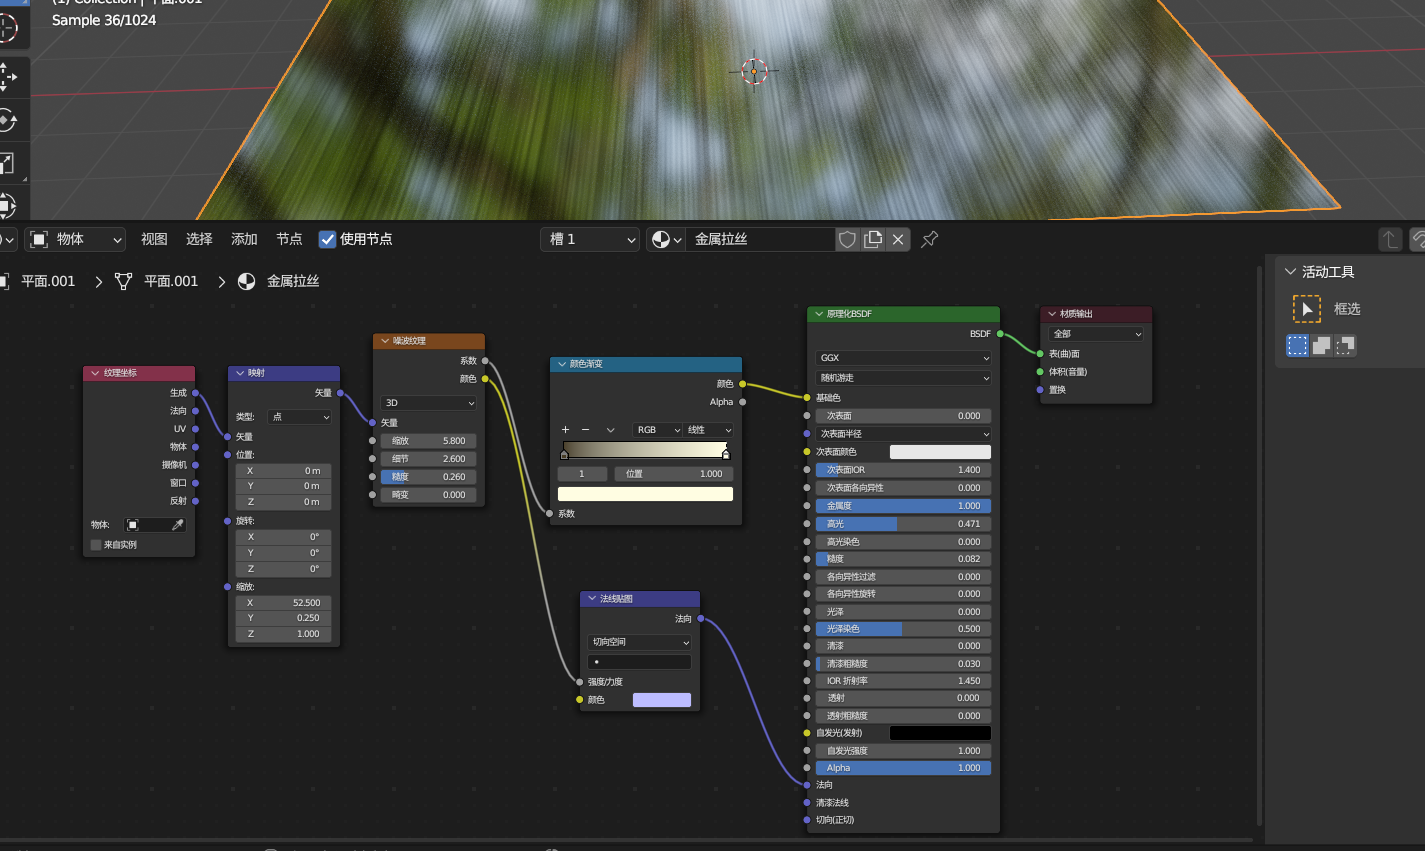 (1) Collection | 平面.001
Sample 36/1024
物体
视图
选择
添加
节点
使用节点
槽 1
金属拉丝
平面.001
平面.001
金属拉丝
活动工具
框选
纹理坐标
生成
法向
UV
物体
摄像机
窗口
反射
物体:
来自实例
映射
矢量
类型:
点
矢量
位置:
X 0 m
Y 0 m
Z 0 m
旋转:
X 0°
Y 0°
Z 0°
缩放:
X 52.500
Y 0.250
Z 1.000
噪波纹理
系数
颜色
3D
矢量
缩放 5.800
细节 2.600
糙度 0.260
畸变 0.000
颜色渐变
颜色
Alpha
+ −
RGB
线性
1
位置 1.000
系数
法线贴图
法向
切向空间
强度/力度
颜色
原理化BSDF
BSDF
GGX
随机游走
基础色
次表面 0.000
次表面半径
次表面颜色
次表面IOR 1.400
次表面各向异性 0.000
金属度 1.000
高光 0.471
高光染色 0.000
糙度 0.082
各向异性过滤 0.000
各向异性旋转 0.000
光泽 0.000
光泽染色 0.500
清漆 0.000
清漆粗糙度 0.030
IOR 折射率 1.450
透射 0.000
透射粗糙度 0.000
自发光(发射)
自发光强度 1.000
Alpha 1.000
法向
清漆法线
切向(正切)
材质输出
全部
表(曲)面
体积(音量)
置换